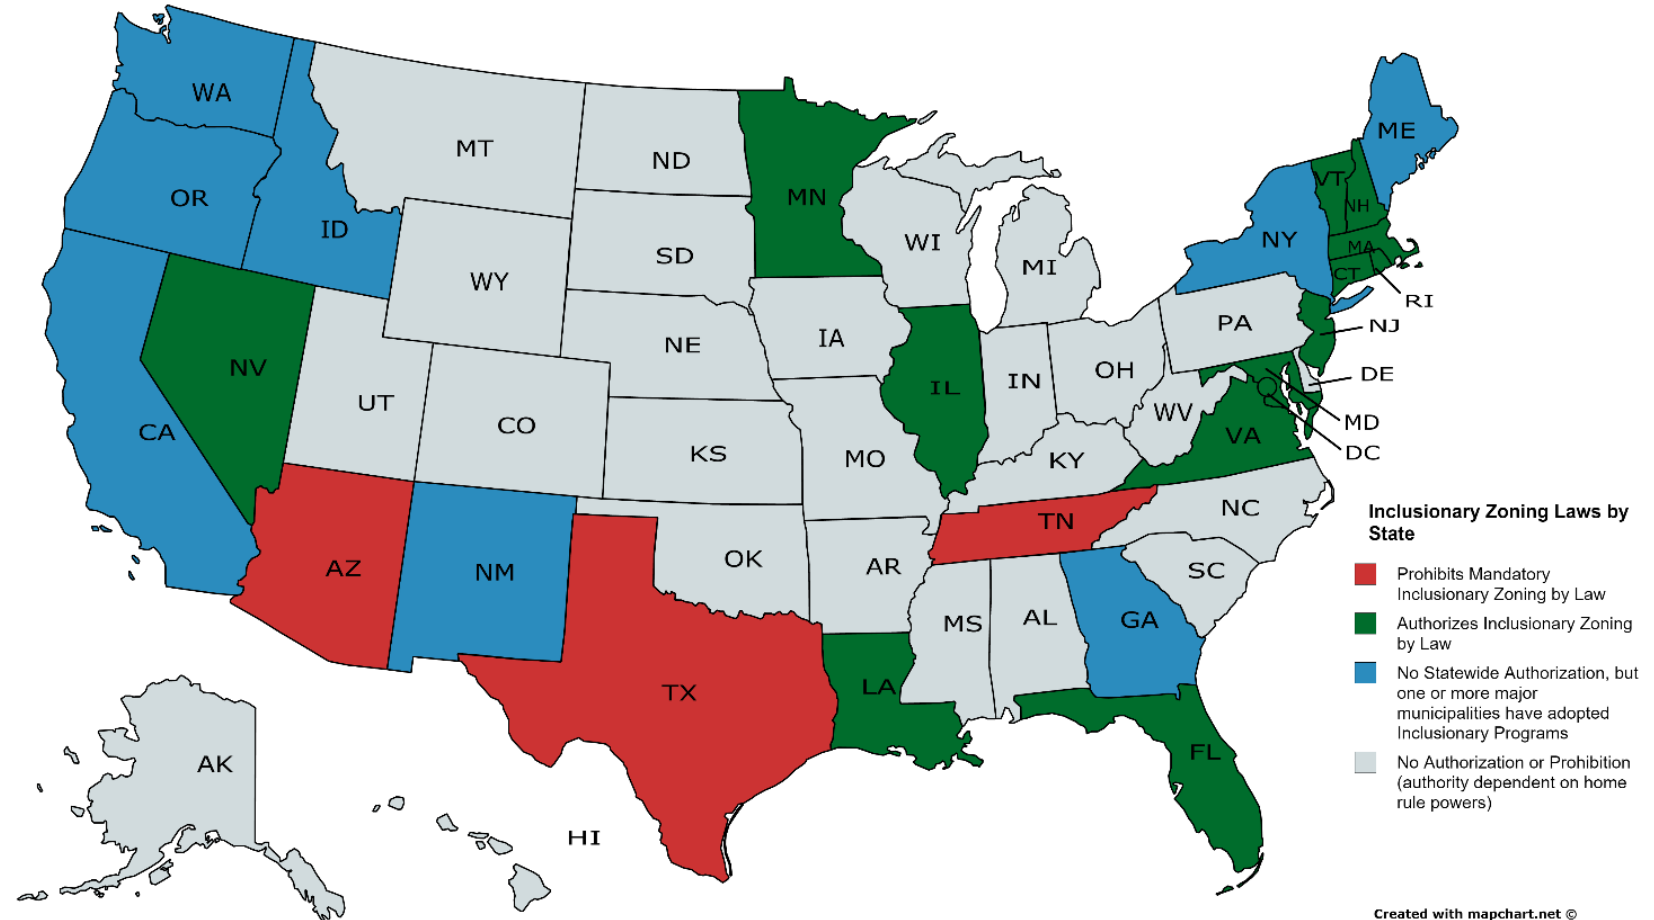 WA
ME
MT
ND
VT
MN
OR
NH
ID
NY
WI
MA
SD
MI
CT
WY
RI
PA
NJ
IA
NE
NV
OH
DE
IN
IL
UT
WV
MD
CO
CA
VA
DC
KS
MO
KY
NC
TN
OK
AR
SC
AZ
NM
AL
GA
MS
LA
TX
FL
AK
HI
Inclusionary Zoning Laws by
State
Prohibits Mandatory
Inclusionary Zoning by Law
Authorizes Inclusionary Zoning
by Law
No Statewide Authorization, but
one or more major
municipalities have adopted
Inclusionary Programs
No Authorization or Prohibition
(authority dependent on home
rule powers)
Created with mapchart.net ©